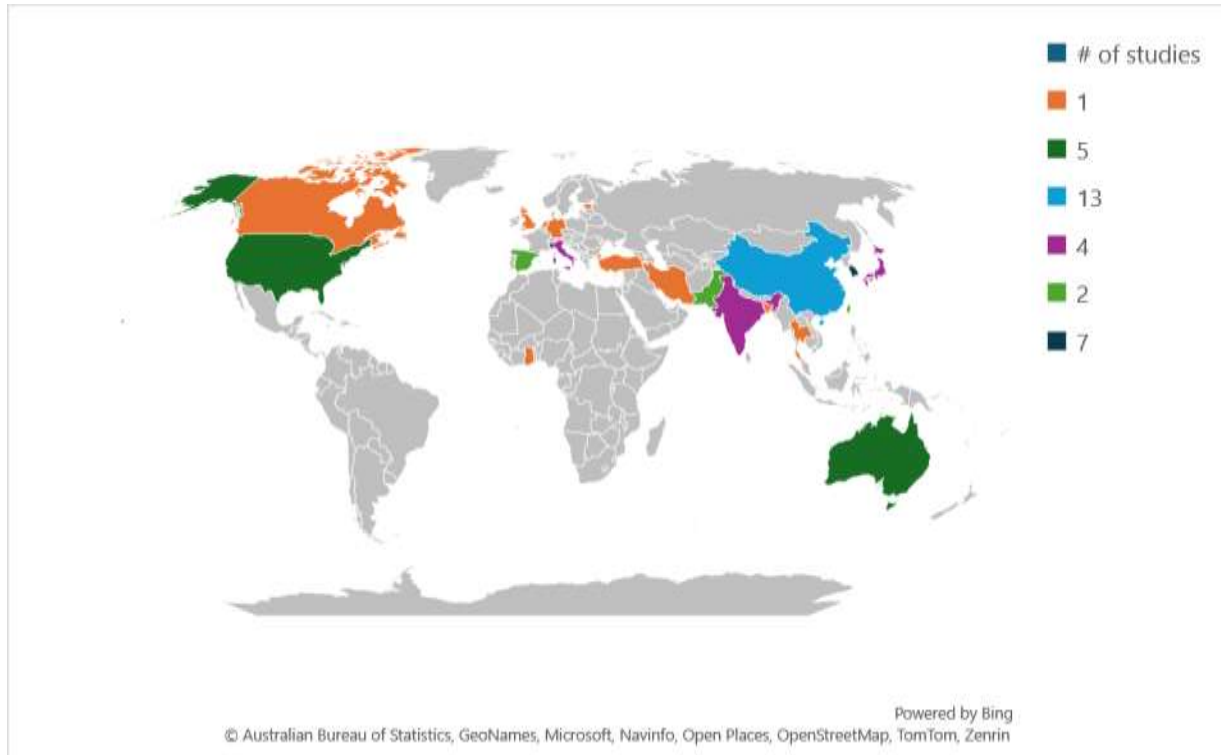 # of studies
1
5
13
4
2
7
Powered by Bing
© Australian Bureau of Statistics, GeoNames, Microsoft, Navinfo, Open Places, OpenStreetMap, TomTom, Zenrin